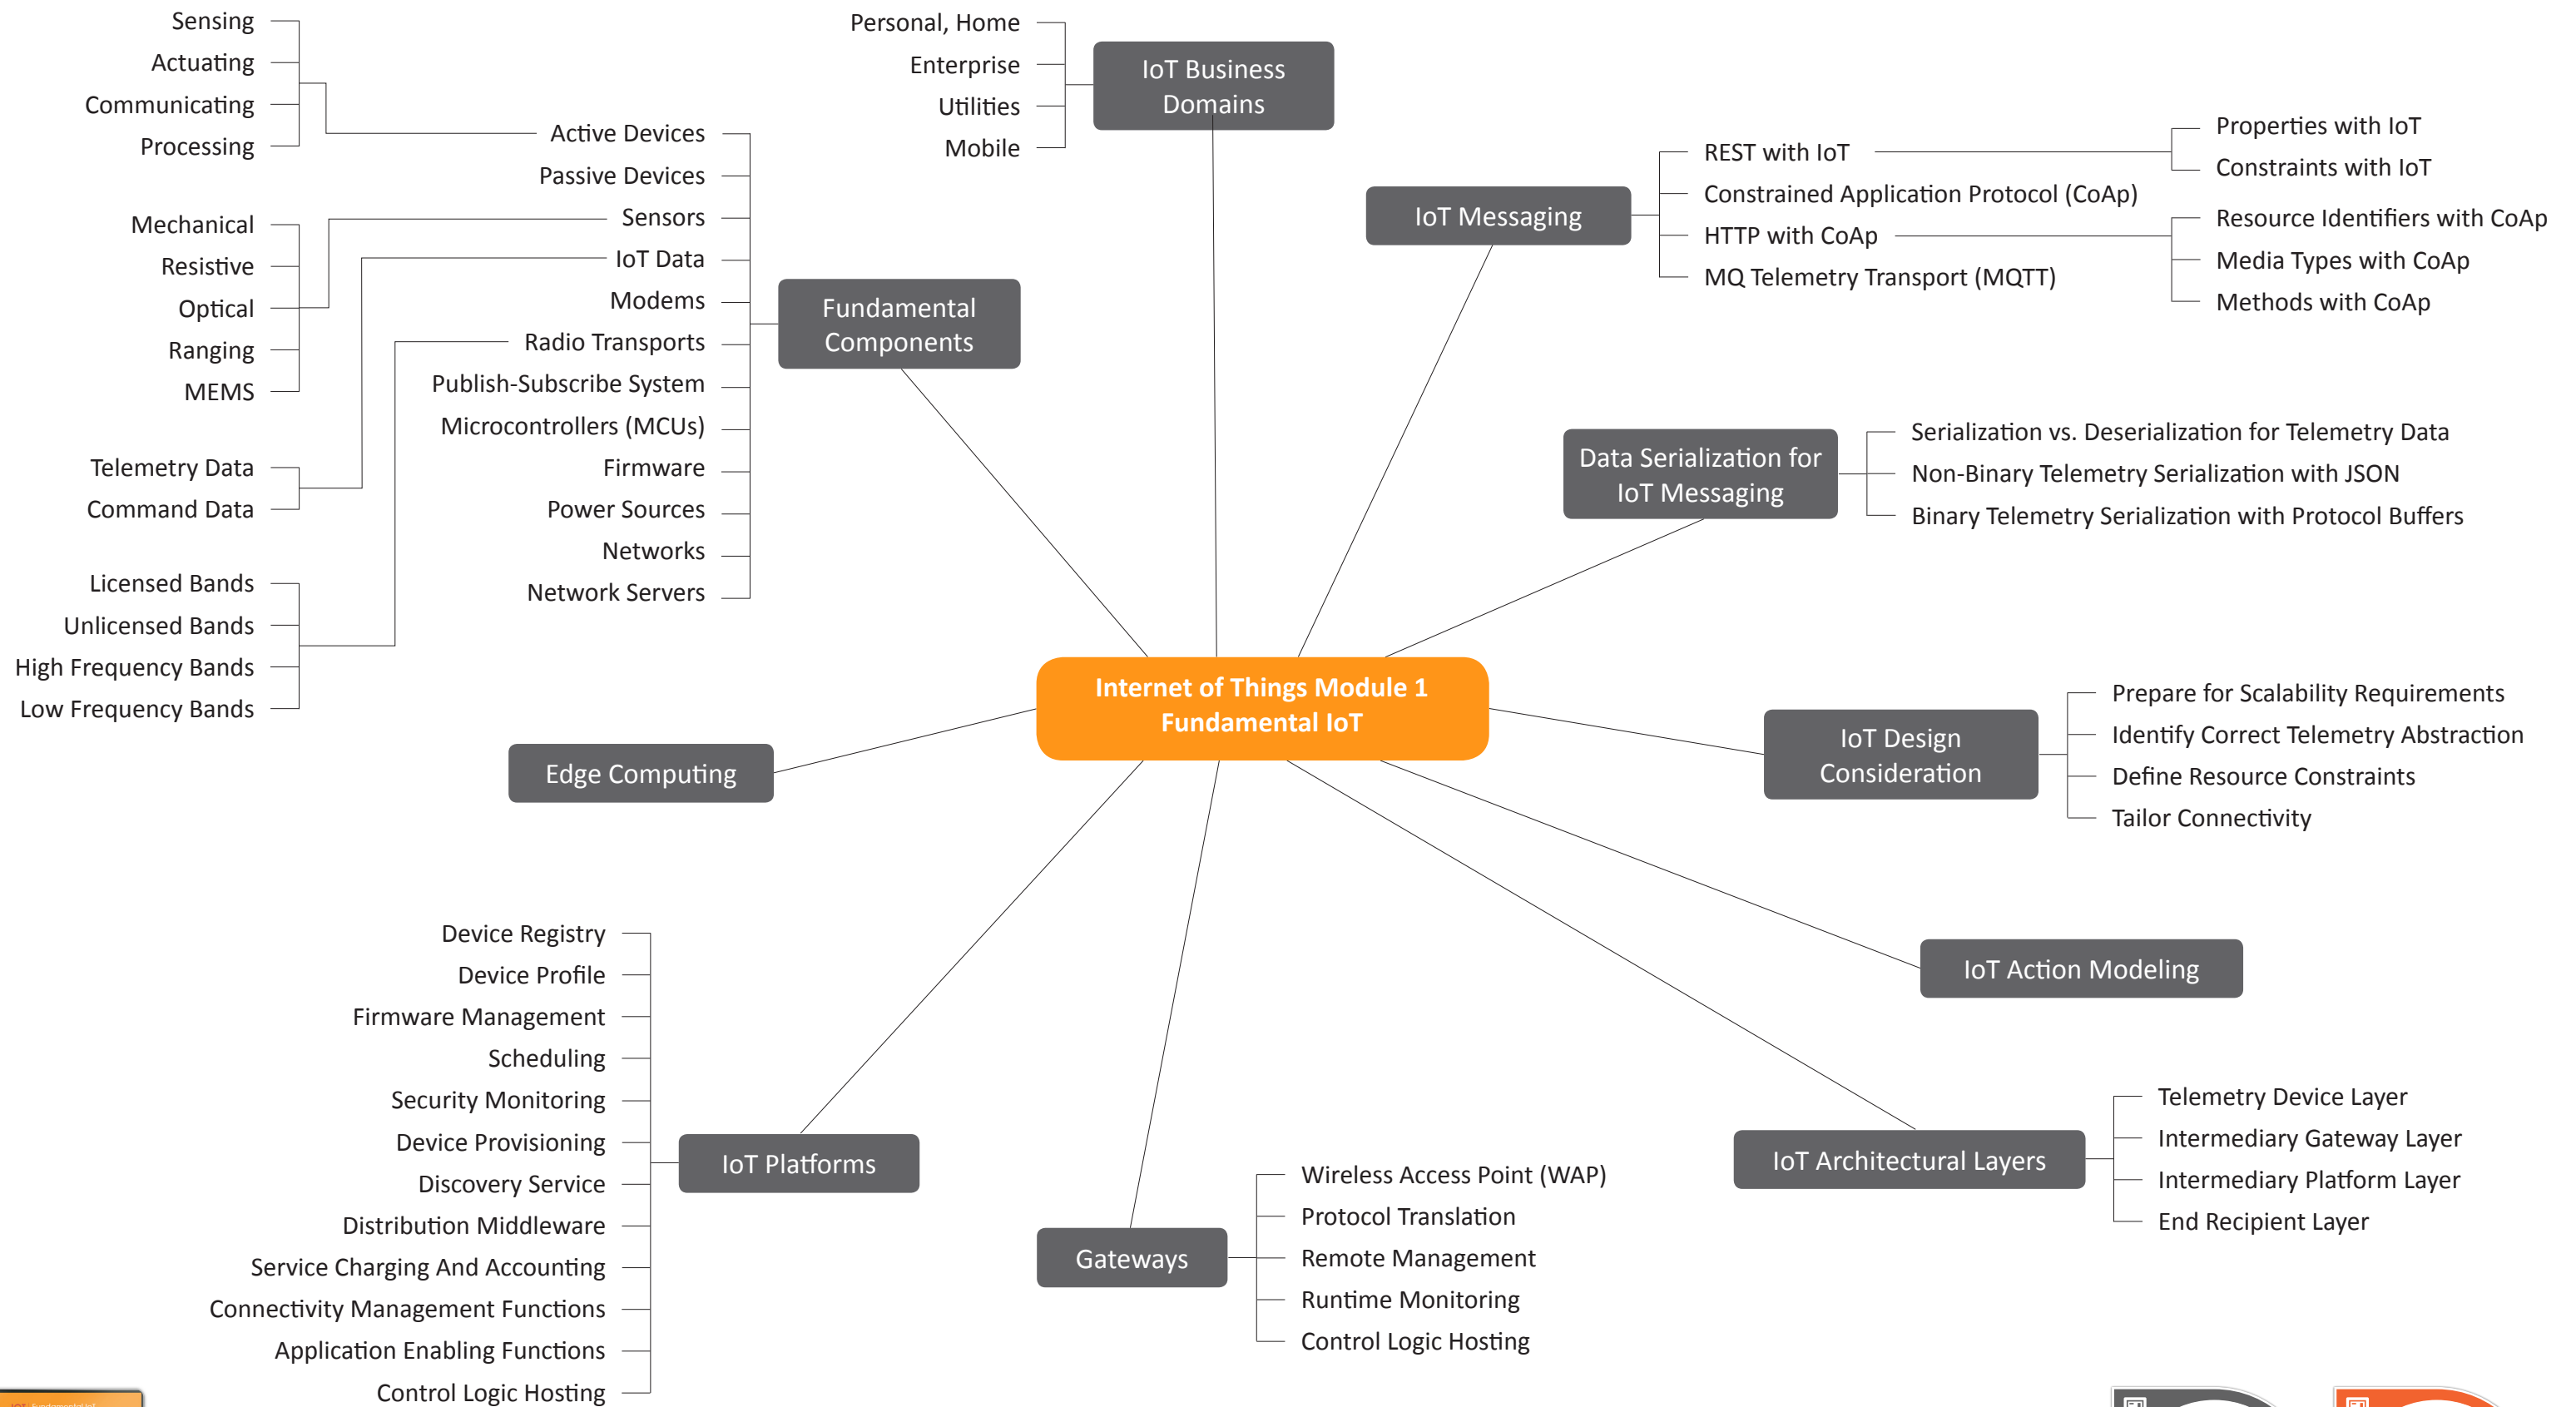 Sensing
Actuating
Communicating
Processing
Mechanical
Resistive
Optical
Ranging
MEMS
Telemetry Data
Command Data
Licensed Bands
Unlicensed Bands
High Frequency Bands
Low Frequency Bands
Active Devices
Passive Devices
Sensors
IoT Data
Modems
Radio Transports
Publish-Subscribe System
Microcontrollers (MCUs)
Firmware
Power Sources
Networks
Network Servers
Fundamental
Components
Personal, Home
Enterprise
Utilities
Mobile
IoT Business
Domains
IoT Messaging
REST with IoT
Constrained Application Protocol (CoAp)
HTTP with CoAp
MQ Telemetry Transport (MQTT)
Properties with IoT
Constraints with IoT
Resource Identifiers with CoAp
Media Types with CoAp
Methods with CoAp
Data Serialization for
IoT Messaging
Serialization vs. Deserialization for Telemetry Data
Non-Binary Telemetry Serialization with JSON
Binary Telemetry Serialization with Protocol Buffers
Internet of Things Module 1
Fundamental IoT
Edge Computing
IoT Design
Consideration
Prepare for Scalability Requirements
Identify Correct Telemetry Abstraction
Define Resource Constraints
Tailor Connectivity
IoT Action Modeling
Device Registry
Device Profile
Firmware Management
Scheduling
Security Monitoring
Device Provisioning
Discovery Service
Distribution Middleware
Service Charging And Accounting
Connectivity Management Functions
Application Enabling Functions
Control Logic Hosting
IoT Platforms
Gateways
Wireless Access Point (WAP)
Protocol Translation
Remote Management
Runtime Monitoring
Control Logic Hosting
IoT Architectural Layers
Telemetry Device Layer
Intermediary Gateway Layer
Intermediary Platform Layer
End Recipient Layer